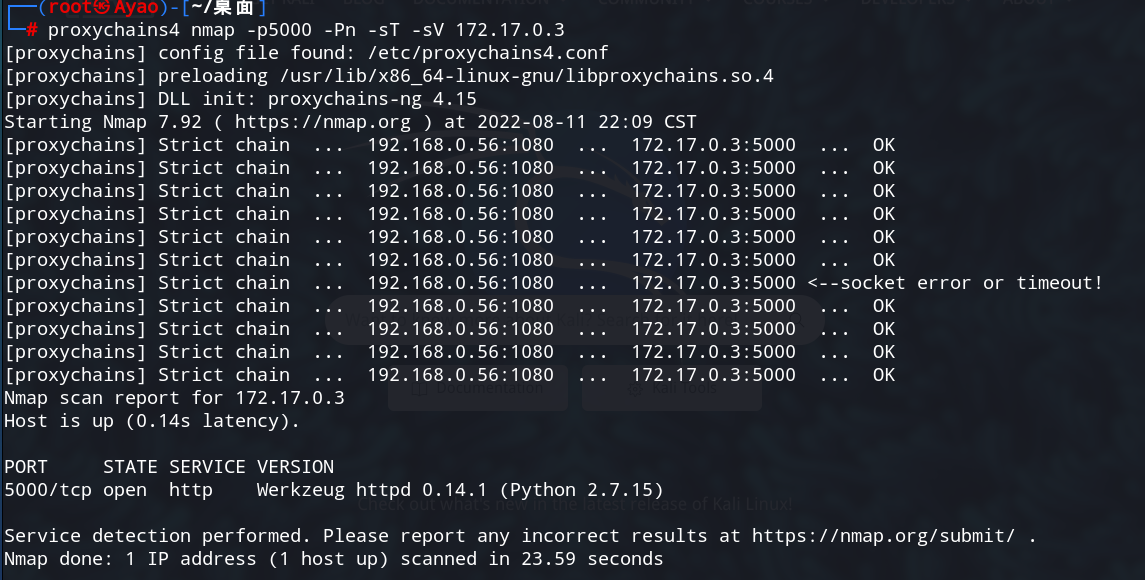 ┌──(root㉿Ayao)-[~/桌面]
└─# proxychains4 nmap -p5000 -Pn -sT -sV 172.17.0.3
[proxychains] config file found: /etc/proxychains4.conf
[proxychains] preloading /usr/lib/x86_64-linux-gnu/libproxychains.so.4
[proxychains] DLL init: proxychains-ng 4.15
Starting Nmap 7.92 ( https://nmap.org ) at 2022-08-11 22:09 CST
[proxychains] Strict chain  ...  192.168.0.56:1080  ...  172.17.0.3:5000  ...  OK
[proxychains] Strict chain  ...  192.168.0.56:1080  ...  172.17.0.3:5000  ...  OK
[proxychains] Strict chain  ...  192.168.0.56:1080  ...  172.17.0.3:5000  ...  OK
[proxychains] Strict chain  ...  192.168.0.56:1080  ...  172.17.0.3:5000  ...  OK
[proxychains] Strict chain  ...  192.168.0.56:1080  ...  172.17.0.3:5000  ...  OK
[proxychains] Strict chain  ...  192.168.0.56:1080  ...  172.17.0.3:5000  ...  OK
[proxychains] Strict chain  ...  192.168.0.56:1080  ...  172.17.0.3:5000 <--socket error or timeout!
[proxychains] Strict chain  ...  192.168.0.56:1080  ...  172.17.0.3:5000  ...  OK
[proxychains] Strict chain  ...  192.168.0.56:1080  ...  172.17.0.3:5000  ...  OK
[proxychains] Strict chain  ...  192.168.0.56:1080  ...  172.17.0.3:5000  ...  OK
[proxychains] Strict chain  ...  192.168.0.56:1080  ...  172.17.0.3:5000  ...  OK
Nmap scan report for 172.17.0.3
Host is up (0.14s latency).
PORT     STATE SERVICE VERSION
5000/tcp open  http    Werkzeug httpd 0.14.1 (Python 2.7.15)
Check out what's new in the latest release of Kali Linux!
Service detection performed. Please report any incorrect results at https://nmap.org/submit/ .
Nmap done: 1 IP address (1 host up) scanned in 23.59 seconds